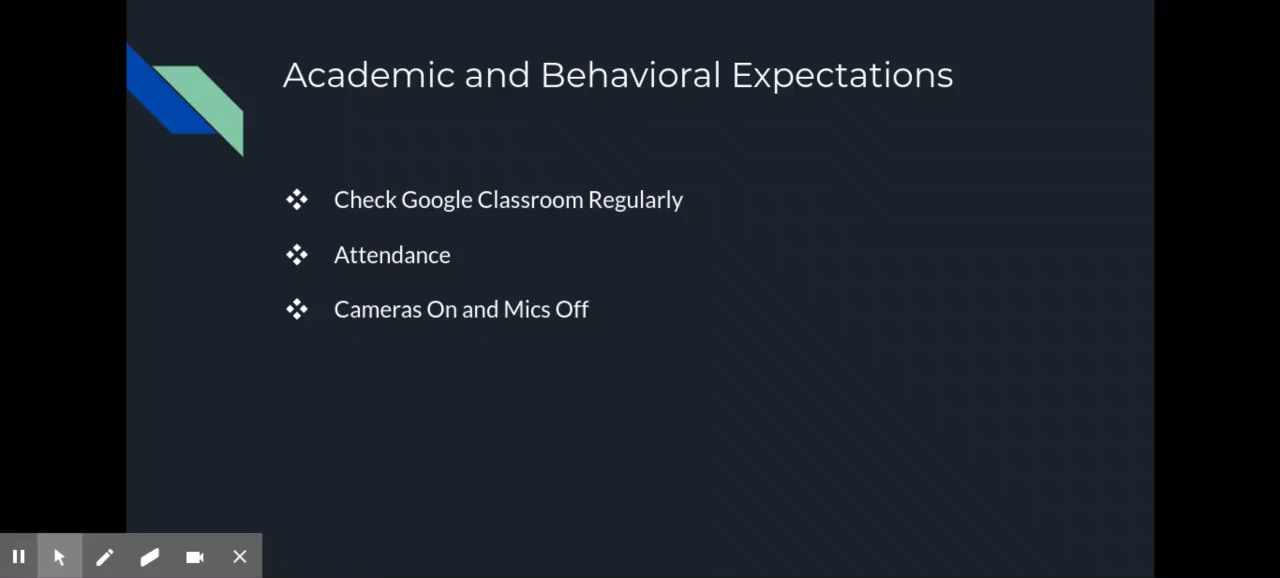 Academic and Behavioral Expectations
Check Google Classroom Regularly
Attendance
Cameras On and Mics Off